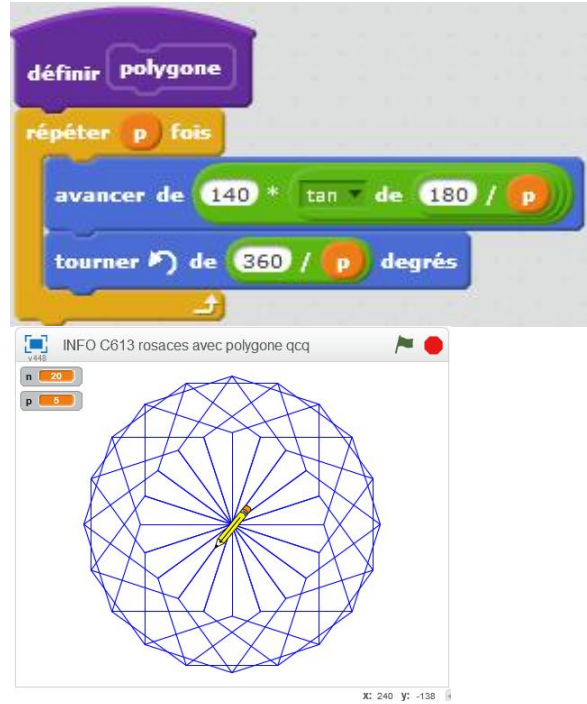 définir polygone
répéter p fois
avancer de 140 * tan de 180 / p
tourner de 360 / p degrés
INFO C613 rosaces avec polygone qcq
v448
n 20
p 5
x: 240 y: -138